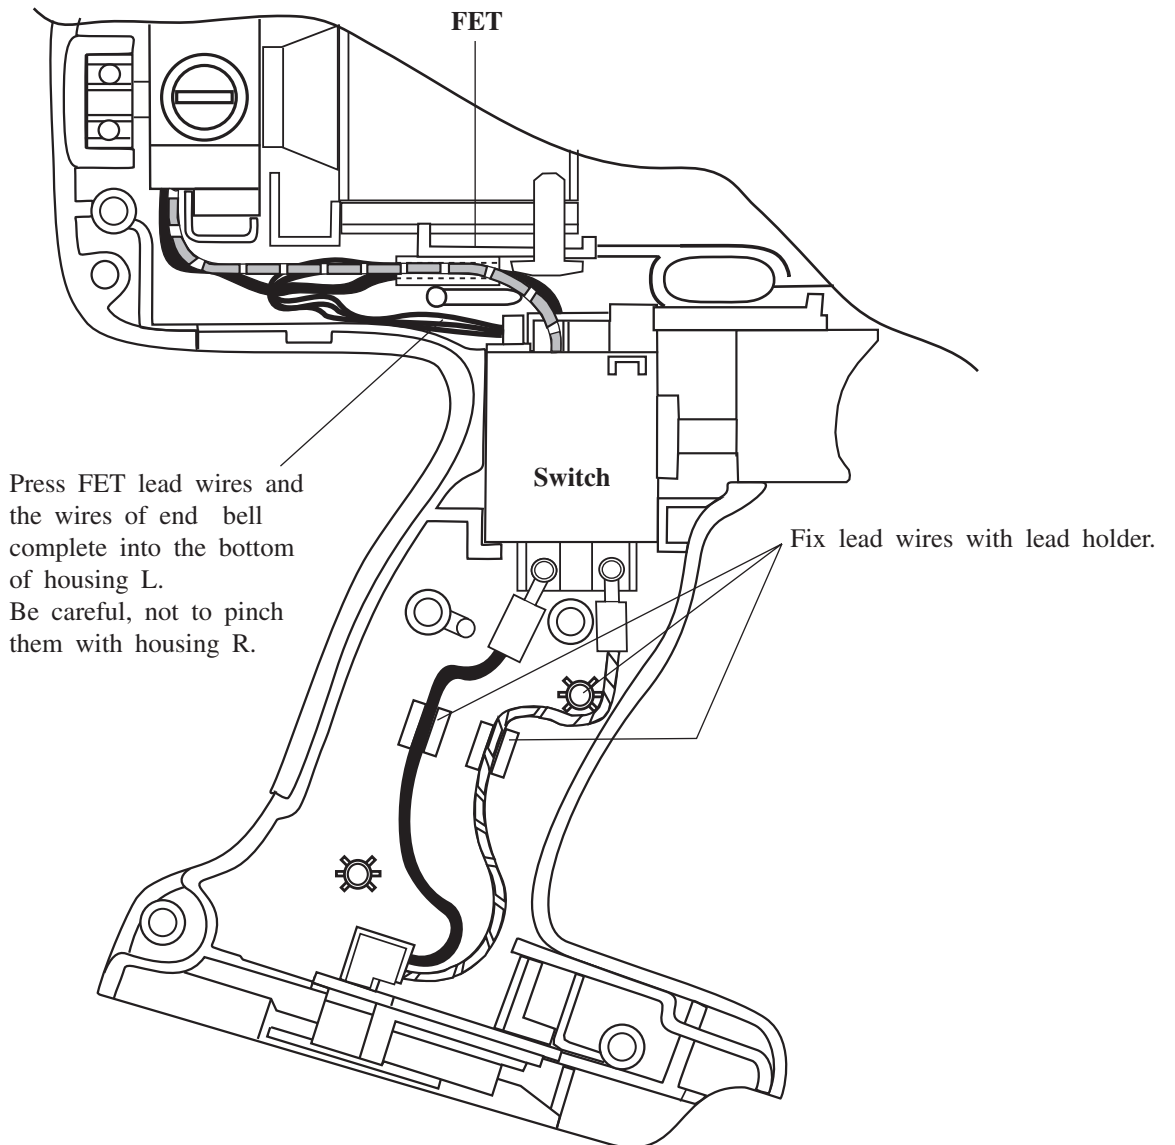 FET
Press FET lead wires and
the wires of end bell
complete into the bottom
of housing L.
Be careful, not to pinch
them with housing R.
Switch
Fix lead wires with lead holder.